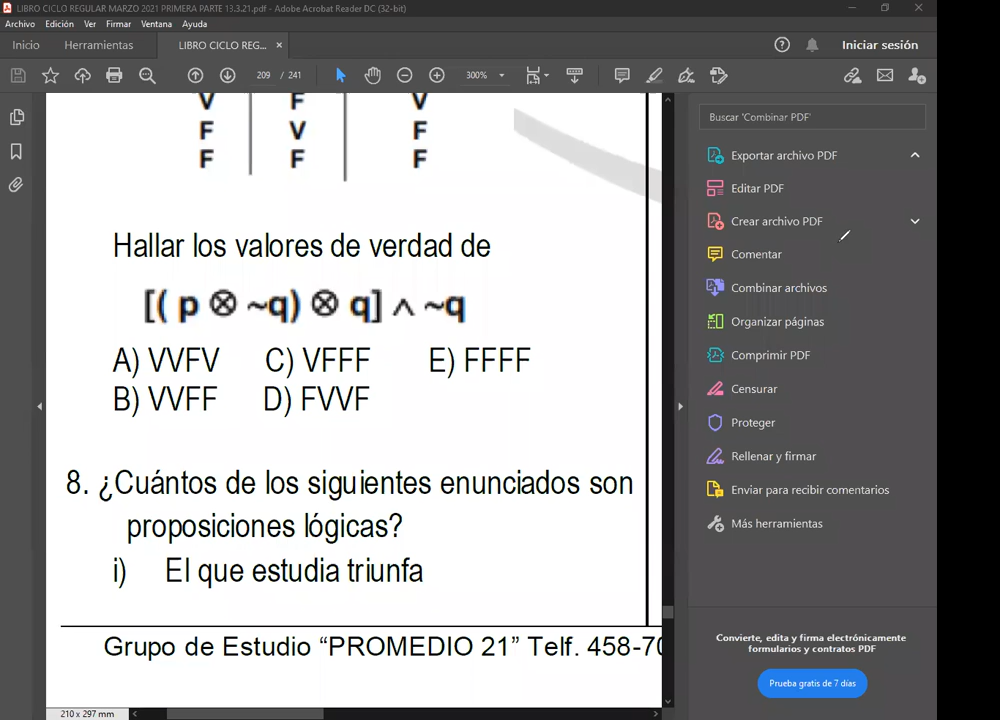 LIBRO CICLO REGULAR MARZO 2021 PRIMERA PARTE 13.3.21.pdf - Adobe Acrobat Reader DC (32-bit)
Archivo Edición Ver Firmar Ventana Ayuda
Inicio Herramientas LIBRO CICLO REG... × Iniciar sesión
209 / 241 300%
V F V
F V F
F F F
Hallar los valores de verdad de
[( p ⊗ ~q) ⊗ q] ∧ ~q
A) VVFV C) VFFF E) FFFF
B) VVFF D) FVVF
8. ¿Cuántos de los siguientes enunciados son
proposiciones lógicas?
i) El que estudia triunfa
Grupo de Estudio “PROMEDIO 21” Telf. 458-70
210 x 297 mm
Buscar 'Combinar PDF'
Exportar archivo PDF
Editar PDF
Crear archivo PDF
Comentar
Combinar archivos
Organizar páginas
Comprimir PDF
Censurar
Proteger
Rellenar y firmar
Enviar para recibir comentarios
Más herramientas
Convierte, edita y firma electrónicamente
formularios y contratos PDF
Prueba gratis de 7 días